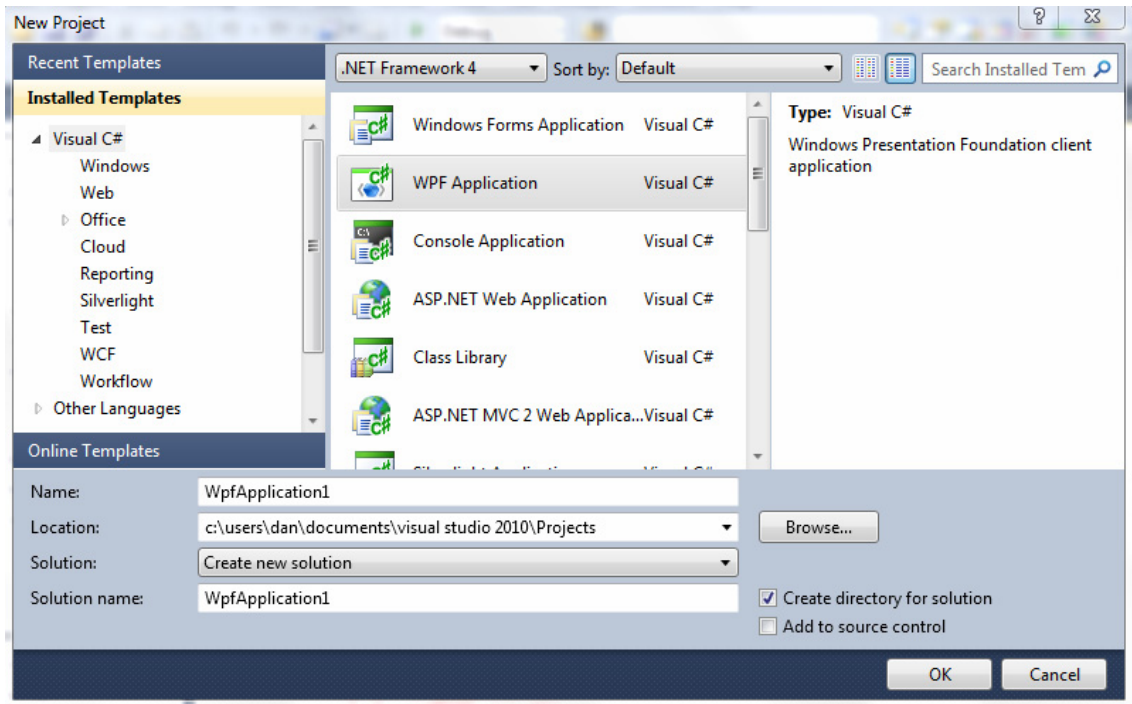 New Project
Recent Templates
.NET Framework 4
Sort by: Default
Search Installed Tem
Installed Templates
Visual C#
Windows
Web
Office
Cloud
Reporting
Silverlight
Test
WCF
Workflow
Other Languages
Online Templates
Windows Forms Application Visual C#
WPF Application Visual C#
Console Application Visual C#
ASP.NET Web Application Visual C#
Class Library Visual C#
ASP.NET MVC 2 Web Applica...Visual C#
Type: Visual C#
Windows Presentation Foundation client
application
Name: WpfApplication1
Location: c:\users\dan\documents\visual studio 2010\Projects
Browse...
Solution: Create new solution
Solution name: WpfApplication1
Create directory for solution
Add to source control
OK Cancel